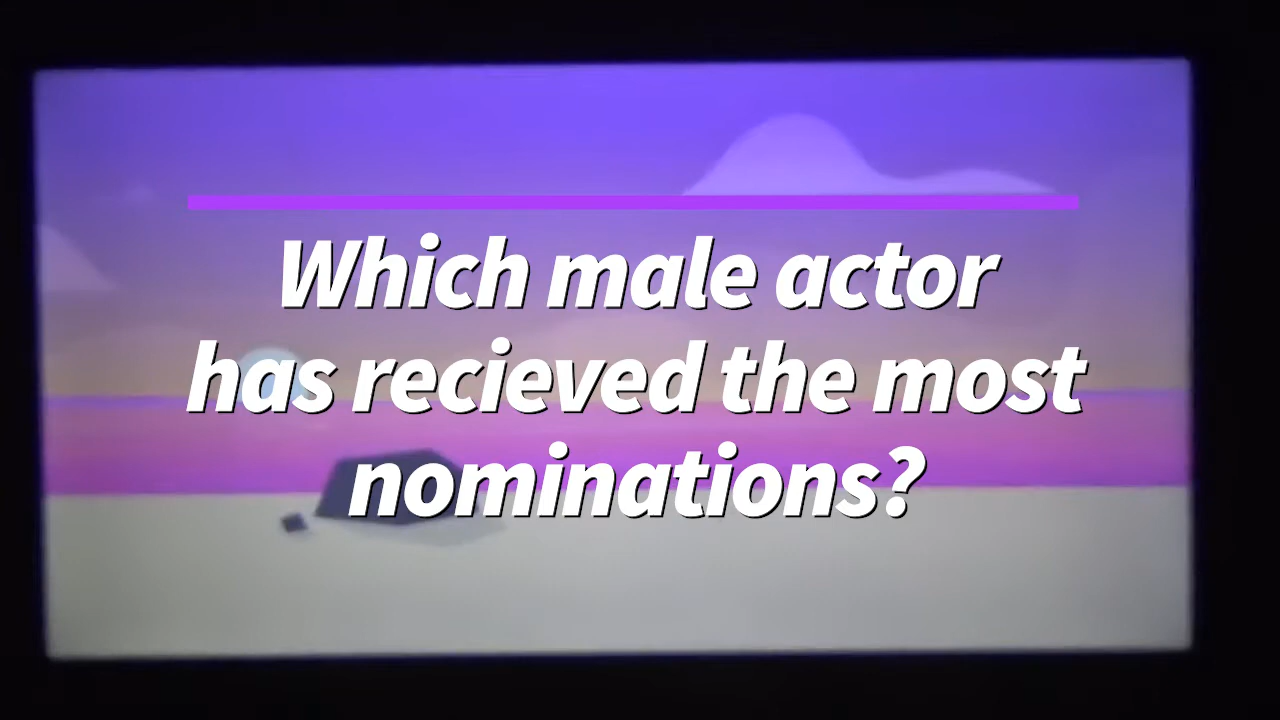 Which male actor
has recieved the most
nominations?